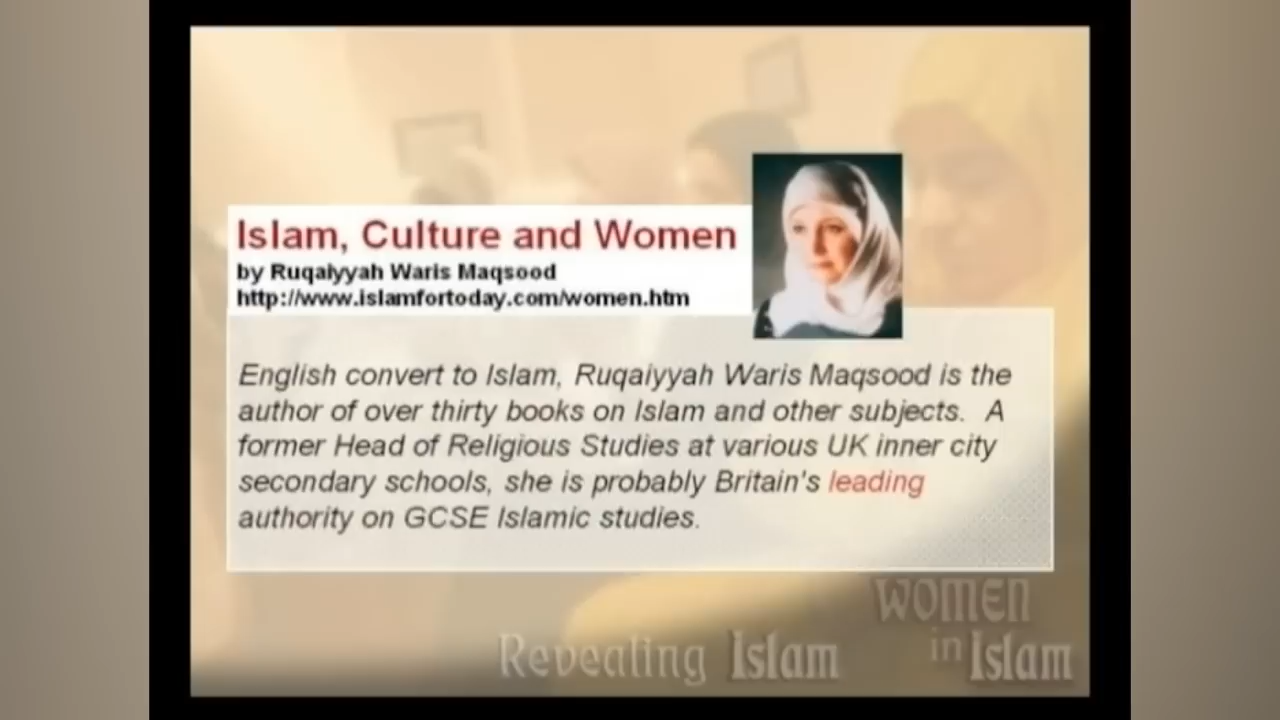 Islam, Culture and Women
by Ruqaiyyah Waris Maqsood
http://www.islamfortoday.com/women.htm
English convert to Islam, Ruqaiyyah Waris Maqsood is the
author of over thirty books on Islam and other subjects. A
former Head of Religious Studies at various UK inner city
secondary schools, she is probably Britain's leading
authority on GCSE Islamic studies.
Revealing Islam
WOMEN
in Islam